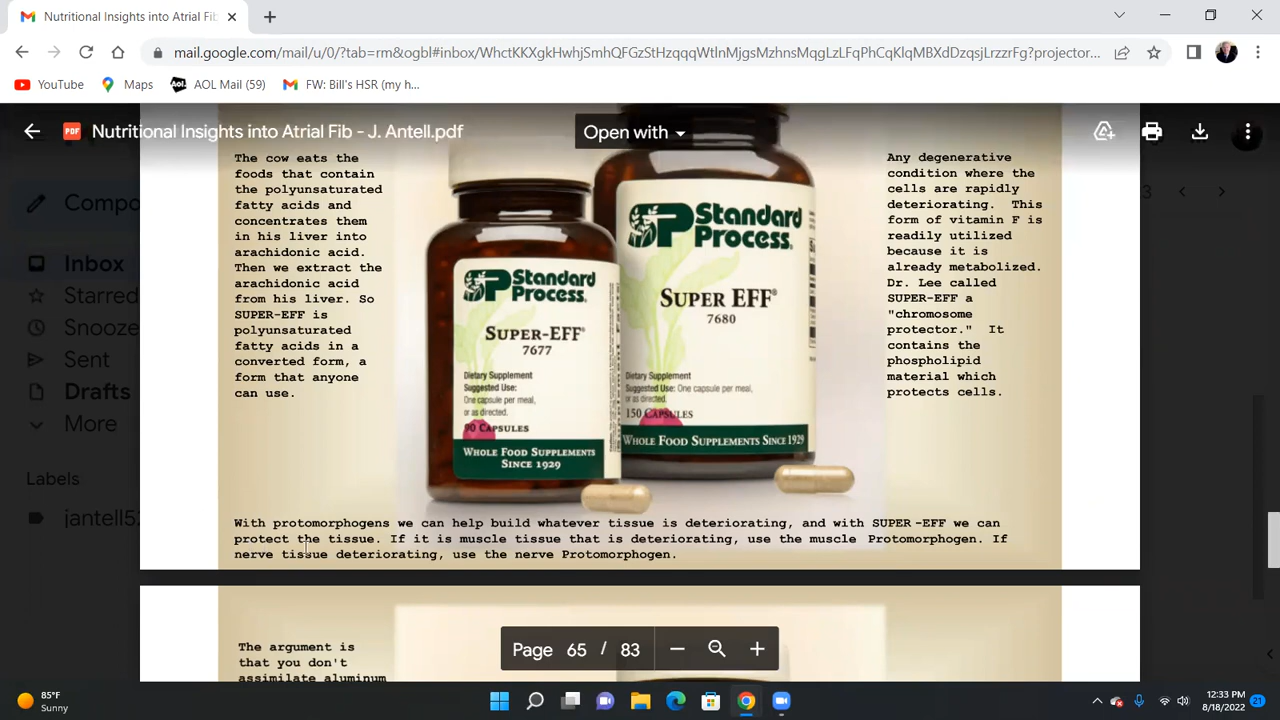 Nutritional Insights into Atrial Fib
mail.google.com/mail/u/0/?tab=rm&ogbl#inbox/WhctKKXgkHwhjSmhQFGzStHzqqqWtlnMjgsMzhnsMqgLzLFqPhCqKlqMBXdDzqsjLrzzrFg?projector...
YouTube
Maps
AOL Mail (59)
FW: Bill's HSR (my h...
PDF
Nutritional Insights into Atrial Fib - J. Antell.pdf
Open with
Compo
Inbox
Starred
Snooze
Sent
Drafts
More
Labels
jantell52
3
The cow eats the
foods that contain
the polyunsaturated
fatty acids and
concentrates them
in his liver into
arachidonic acid.
Then we extract the
arachidonic acid
from his liver. So
SUPER-EFF is
polyunsaturated
fatty acids in a
converted form, a
form that anyone
can use.
SP Standard
Process.
SUPER-EFF®
7677
Dietary Supplement
Suggested Use:
One capsule per meal,
or as directed.
90 CAPSULES
WHOLE FOOD SUPPLEMENTS
SINCE 1929
SP Standard
Process.
SUPER EFF®
7680
Dietary Supplement
Suggested Use: One capsule per meal,
or as directed.
150 CAPSULES
WHOLE FOOD SUPPLEMENTS SINCE 1929
Any degenerative
condition where the
cells are rapidly
deteriorating. This
form of vitamin F is
readily utilized
because it is
already metabolized.
Dr. Lee called
SUPER-EFF a
"chromosome
protector." It
contains the
phospholipid
material which
protects cells.
With protomorphogens we can help build whatever tissue is deteriorating, and with SUPER -EFF we can
protect the tissue. If it is muscle tissue that is deteriorating, use the muscle Protomorphogen. If
nerve tissue deteriorating, use the nerve Protomorphogen.
The argument is
that you don't
assimilate aluminum
Page 65 / 83
85°F
Sunny
12:33 PM
8/18/2022
21